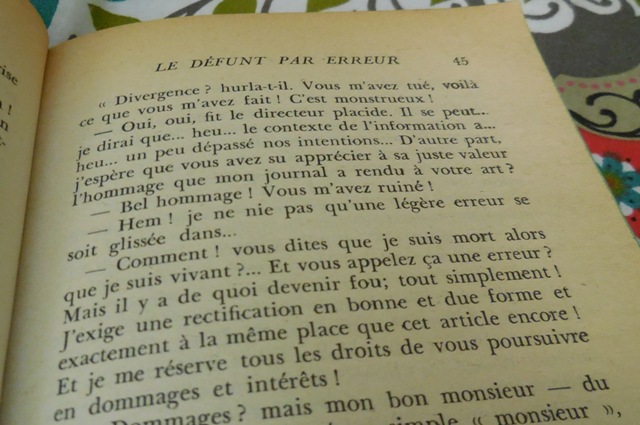 ise
!
n
LE DÉFUNT PAR ERREUR 45
« Divergence ? hurla-t-il. Vous m'avez tué, voilà
ce que vous m'avez fait ! C'est monstrueux !
— Oui, oui, fit le directeur placide. Il se peut...
je dirai que... heu... le contexte de l'information a...
heu... un peu dépassé nos intentions... D'autre part,
j'espère que vous avez su apprécier à sa juste valeur
l'hommage que mon journal a rendu à votre art ?
— Bel hommage ! Vous m'avez ruiné !
— Hem ! je ne nie pas qu'une légère erreur se
soit glissée dans...
— Comment ! vous dites que je suis mort alors
que je suis vivant ?... Et vous appelez ça une erreur ?
Mais il y a de quoi devenir fou; tout simplement !
J'exige une rectification en bonne et due forme et
exactement à la même place que cet article encore !
Et je me réserve tous les droits de vous poursuivre
en dommages et intérêts !
Dommages ? mais mon bon monsieur — du
simple « monsieur »,